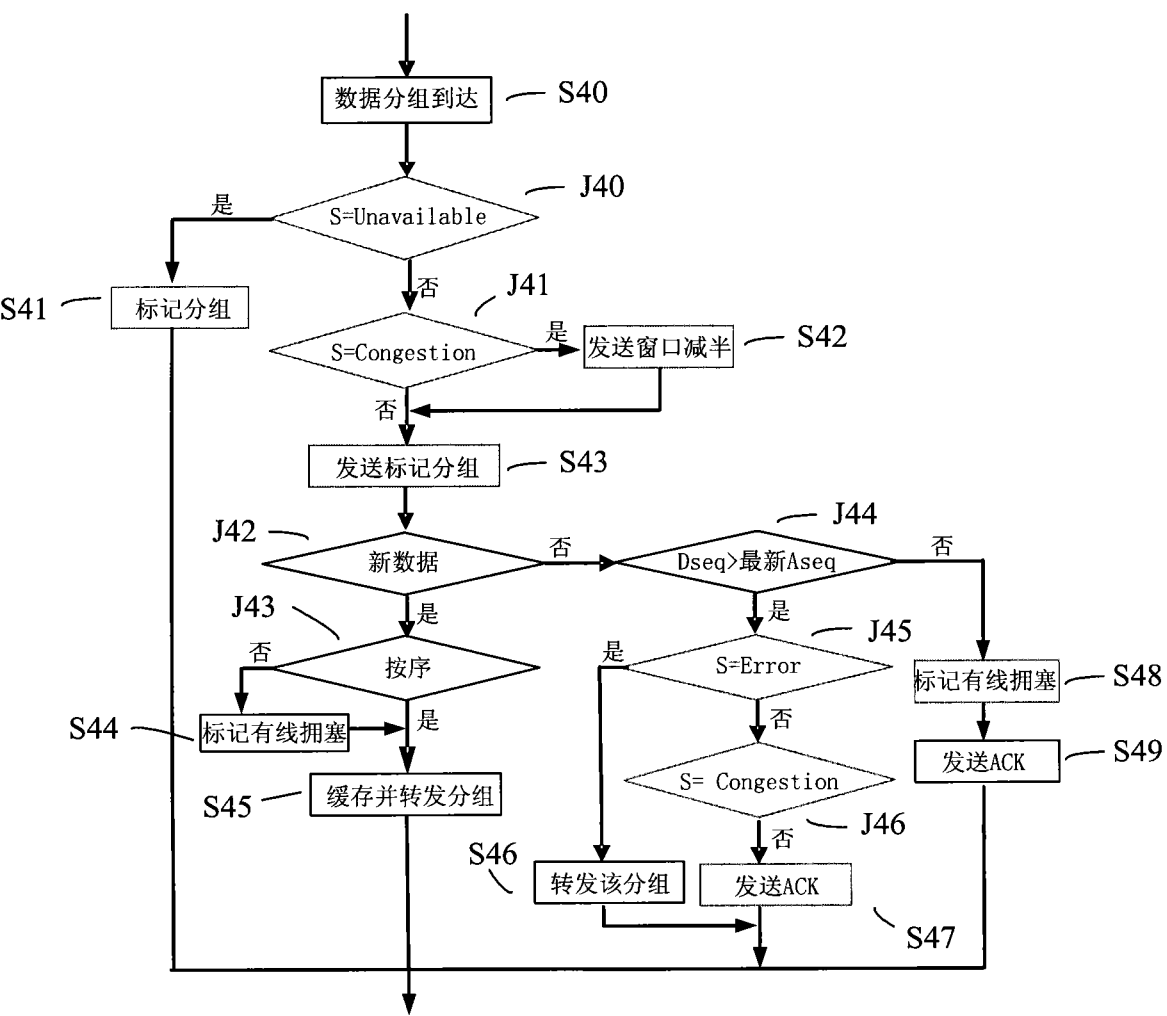 数据分组到达
S40
J40
是
S=Unavailable
S41
标记分组
否
J41
S=Congestion
是
发送窗口减半
S42
否
发送标记分组
S43
J42
新数据
否
J44
Dseq>最新Aseq
否
是
是
J43
按序
否
是
J45
S=Error
是
否
标记有线拥塞
S48
S44
标记有线拥塞
发送ACK
S49
S45
缓存并转发分组
S= Congestion
J46
否
S46
转发该分组
发送ACK
S47